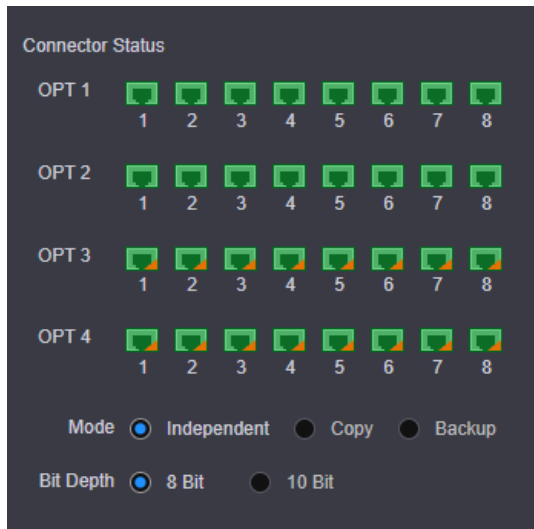 Connector Status
OPT 1
1 2 3 4 5 6 7 8
OPT 2
1 2 3 4 5 6 7 8
OPT 3
1 2 3 4 5 6 7 8
OPT 4
1 2 3 4 5 6 7 8
Mode Independent Copy Backup
Bit Depth 8 Bit 10 Bit